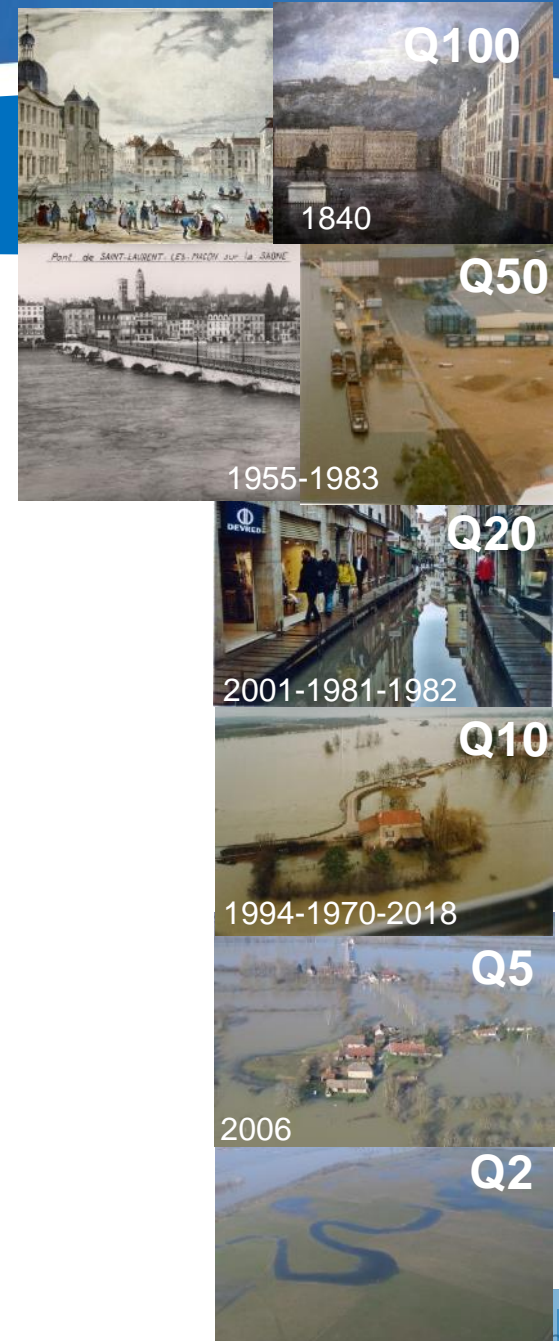 Q100
1840
Pont de SAINT-LAURENT-LES-MACON sur la SAONE
Q50
1955-1983
DEVRED
Q20
2001-1981-1982
Q10
1994-1970-2018
Q5
2006
Q2